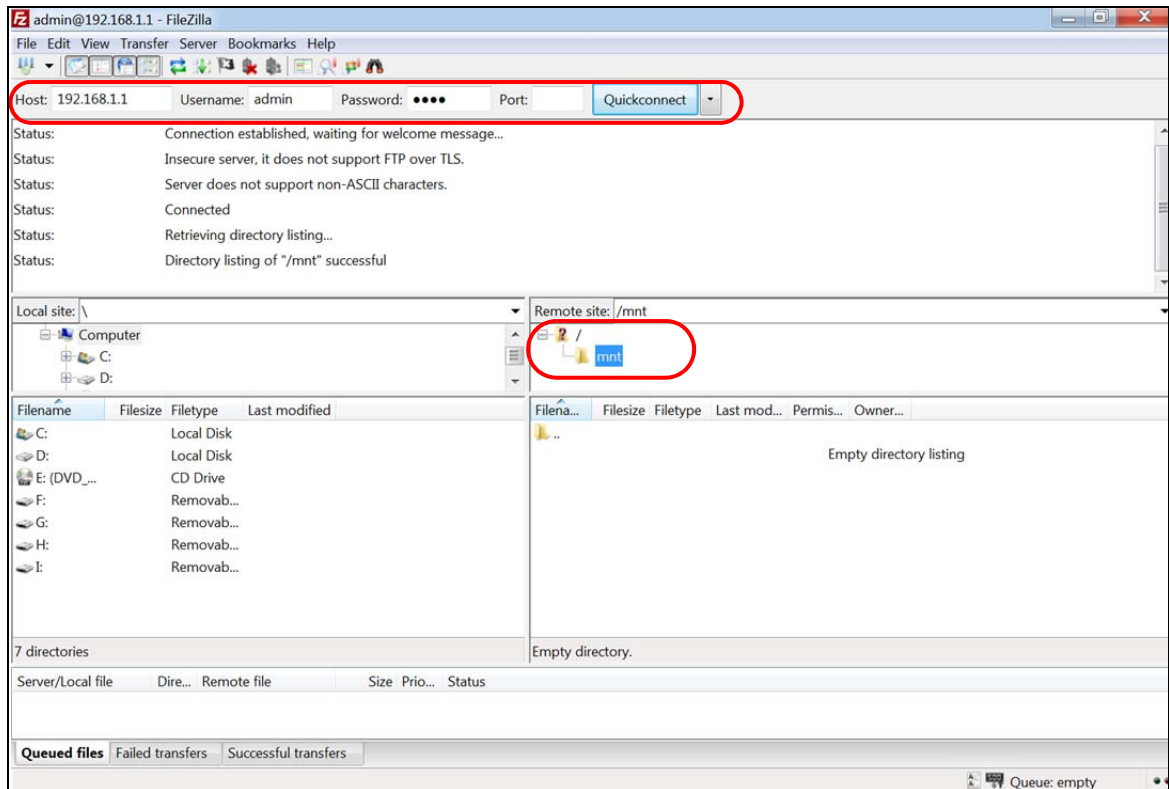 admin@192.168.1.1 - FileZilla
File Edit View Transfer Server Bookmarks Help
Host: 192.168.1.1 Username: admin Password: ●●●● Port: Quickconnect
Status: Connection established, waiting for welcome message...
Status: Insecure server, it does not support FTP over TLS.
Status: Server does not support non-ASCII characters.
Status: Connected
Status: Retrieving directory listing...
Status: Directory listing of "/mnt" successful
Local site: \
Computer
C:
D:
Remote site: /mnt
/
mnt
Filename Filesize Filetype Last modified
C: Local Disk
D: Local Disk
E: (DVD_... CD Drive
F: Removab...
G: Removab...
H: Removab...
I: Removab...
7 directories
Filena... Filesize Filetype Last mod... Permis... Owner...
..
Empty directory listing
Empty directory.
Server/Local file Dire... Remote file Size Prio... Status
Queued files Failed transfers Successful transfers
Queue: empty